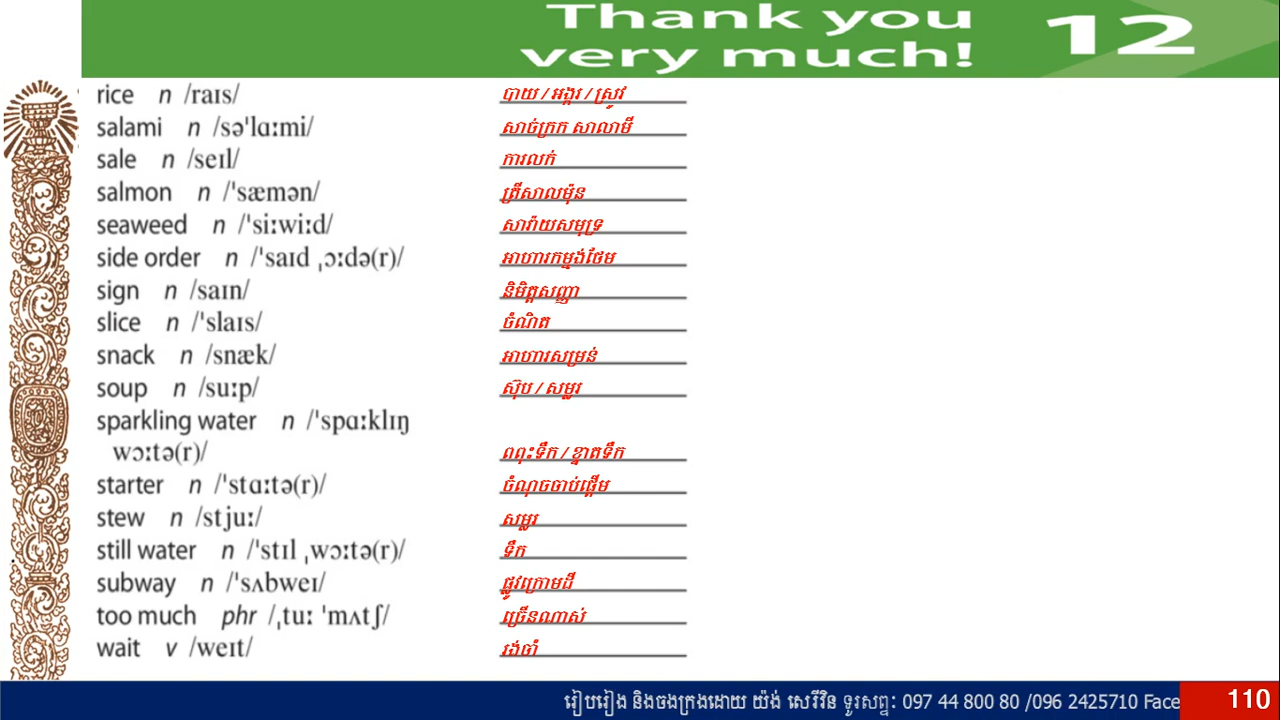 Thank you
very much!
12
rice n /raɪs/ បាយ / អង្ករ / ស្រូវ
salami n /səˈlɑːmi/ សាច់ក្រក សាលាមី
sale n /seɪl/ ការលក់
salmon n /ˈsæmən/ ត្រីសាលម៉ុន
seaweed n /ˈsiːwiːd/ សារ៉ាយសមុទ្រ
side order n /ˈsaɪd ˌɔːdə(r)/ អាហារកម្មង់ថែម
sign n /saɪn/ និមិត្តសញ្ញា
slice n /ˈslaɪs/ ចំណិត
snack n /snæk/ អាហារសម្រន់
soup n /suːp/ ស៊ុប / សម្លរ
sparkling water n /ˈspɑːklɪŋ
wɔːtə(r)/ ពពុះទឹក / ខ្នាតទឹក
starter n /ˈstɑːtə(r)/ ចំណុចចាប់ផ្តើម
stew n /stjuː/ សម្លរ
still water n /ˈstɪl ˌwɔːtə(r)/ ទឹក
subway n /ˈsʌbweɪ/ ផ្លូវក្រោមដី
too much phr /ˌtuː ˈmʌtʃ/ ច្រើនណាស់
wait v /weɪt/ រង់ចាំ
រៀបរៀង និងចងក្រងដោយ យ៉ង់ សេរីវិន ទូរសព្ទ: 097 44 800 80 /096 2425710 Face
110